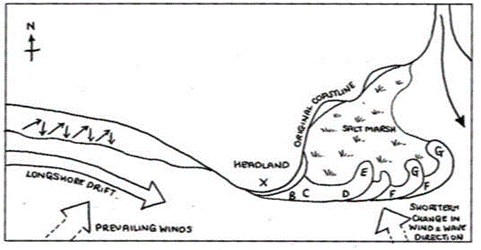 N
ORIGINAL COASTLINE
SALT MARSH
HEADLAND
X
G
E
G
LONGSHORE DRIFT
B C D F F
PREVAILING WINDS
SHORT TERM
CHANGE IN
WIND & WAVE
DIRECTION